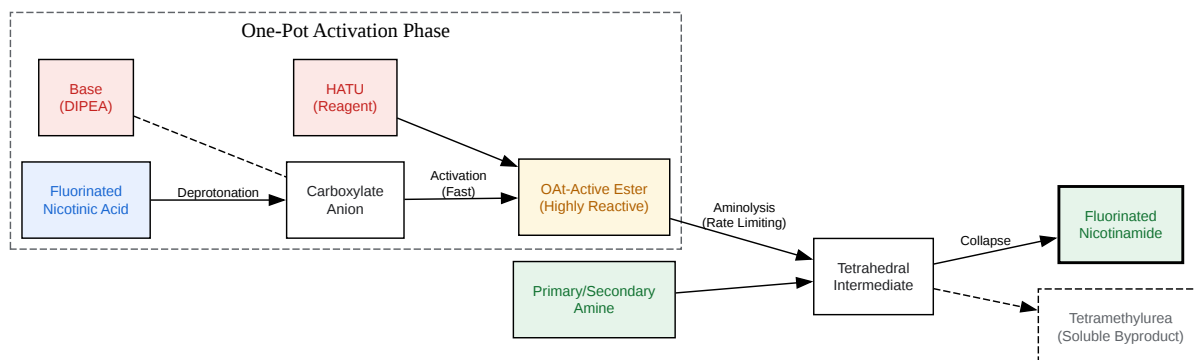 One-Pot Activation Phase
Base
(DIPEA)
HATU
(Reagent)
Fluorinated
Nicotinic Acid
Deprotonation
Carboxylate
Anion
Activation
(Fast)
OAt-Active Ester
(Highly Reactive)
Aminolysis
(Rate Limiting)
Primary/Secondary
Amine
Tetrahedral
Intermediate
Collapse
Fluorinated
Nicotinamide
Tetramethylurea
(Soluble Byproduct)